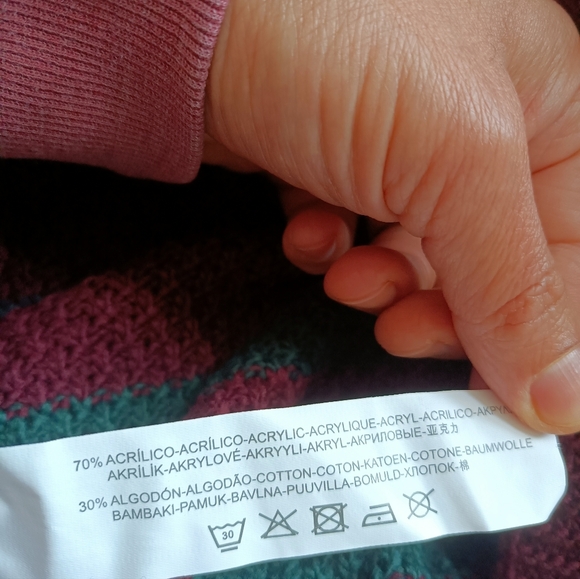 70% ACRÍLICO-ACRÍLICO-ACRYLIC-ACRYLIQUE-ACRYL-ACRILICO-
AKRİLİK-AKRYLOVÉ-AKRYYLI-AKRYL-АКРИЛОВЫЕ-亚克力
30% ALGODÓN-ALGODÃO-COTTON-COTON-KATOEN-COTONE-BAUMWOLLE
BAMBAKI-PAMUK-BAVLNA-PUUVILLA-BOMULD-ХЛОПОК-棉
30